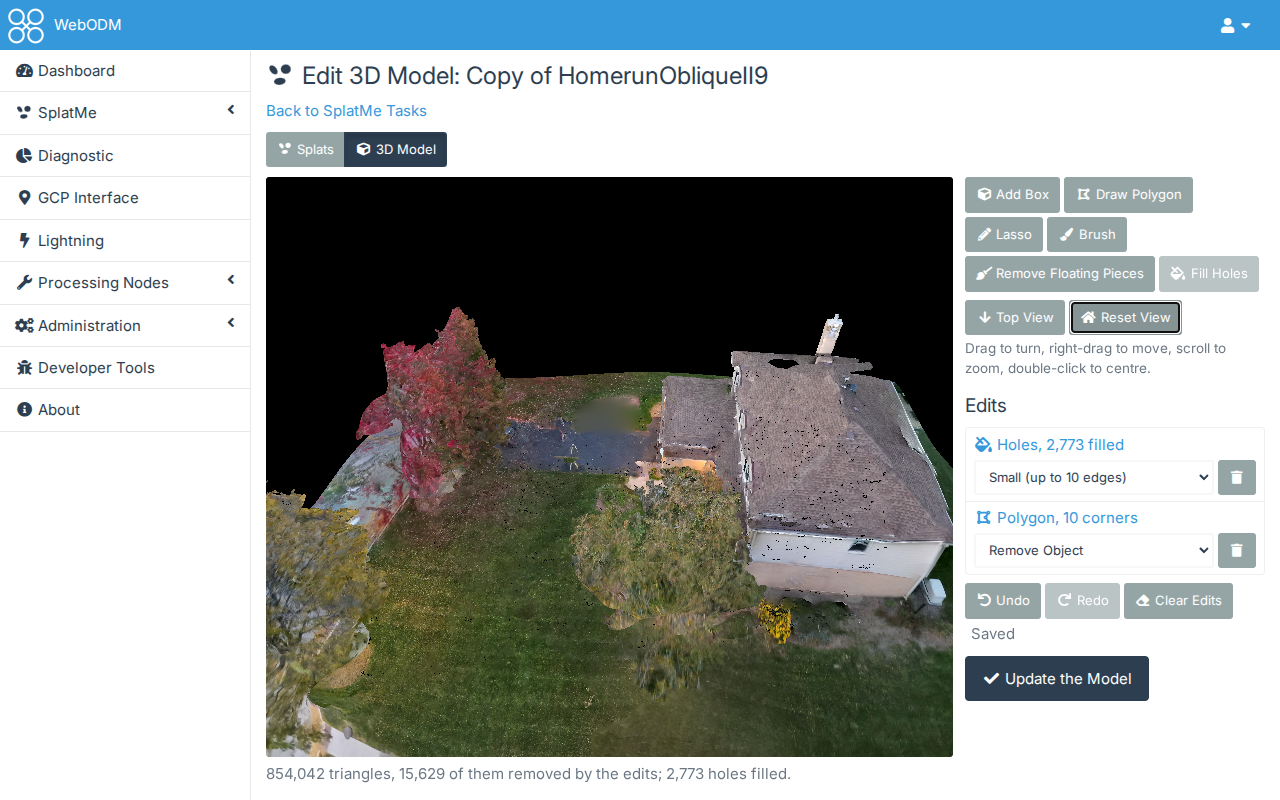 WebODM
Dashboard
SplatMe
Diagnostic
GCP Interface
Lightning
Processing Nodes
Administration
Developer Tools
About
Edit 3D Model: Copy of HomerunObliqueII9
Back to SplatMe Tasks
Splats
3D Model
Add Box
Draw Polygon
Lasso
Brush
Remove Floating Pieces
Fill Holes
Top View
Reset View
Drag to turn, right-drag to move, scroll to
zoom, double-click to centre.
Edits
Holes, 2,773 filled
Small (up to 10 edges)
Polygon, 10 corners
Remove Object
Undo
Redo
Clear Edits
Saved
Update the Model
854,042 triangles, 15,629 of them removed by the edits; 2,773 holes filled.